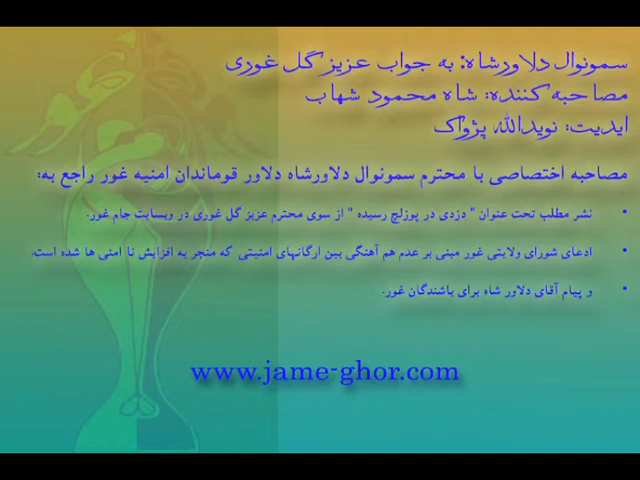 سمونوال دلاورشاه: به جواب عزیز گل غوری
مصاحبه کننده: شاه محمود شهاب
ایدیت: نویدالله پژواک
مصاحبه اختصاصی با محترم سمونوال دلاورشاه دلاور قوماندان امنیه غور راجع به:
• نشر مطلب تحت عنوان " دزدی در پوزلچ رسیده " از سوی محترم عزیز گل غوری در وبسایت جام غور.
• ادعای شورای ولایتی غور مبنی بر عدم هم آهنگی بین ارگانهای امنیتی که منجر به افزایش نا امنی ها شده است.
• و پیام آقای دلاور شاه برای باشندگان غور.
www.jame-ghor.com